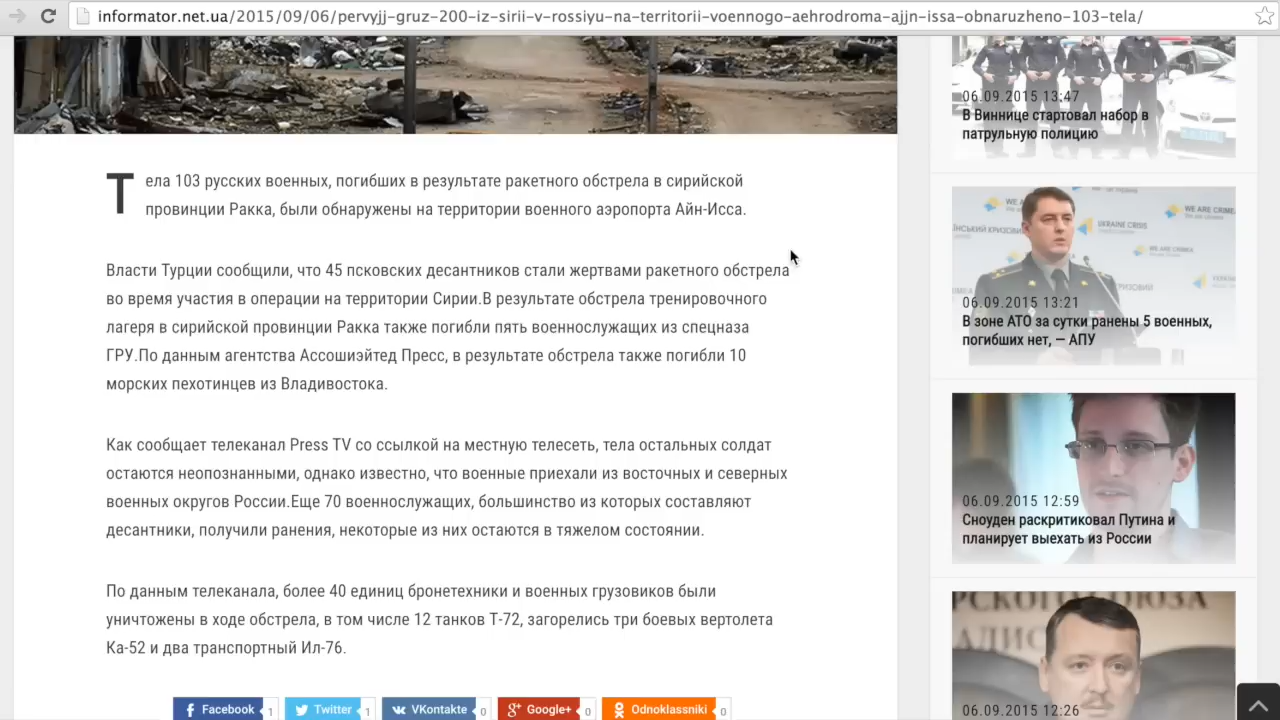 informator.net.ua/2015/09/06/pervyjj-gruz-200-iz-sirii-v-rossiyu-na-territorii-voennogo-aehrodroma-ajjn-issa-obnaruzheno-103-tela/
Тела 103 русских военных, погибших в результате ракетного обстрела в сирийской
провинции Ракка, были обнаружены на территории военного аэропорта Айн-Исса.
Власти Турции сообщили, что 45 псковских десантников стали жертвами ракетного обстрела
во время участия в операции на территории Сирии.В результате обстрела тренировочного
лагеря в сирийской провинции Ракка также погибли пять военнослужащих из спецназа
ГРУ.По данным агентства Ассошиэйтед Пресс, в результате обстрела также погибли 10
морских пехотинцев из Владивостока.
Как сообщает телеканал Press TV со ссылкой на местную телесеть, тела остальных солдат
остаются неопознанными, однако известно, что военные приехали из восточных и северных
военных округов России.Еще 70 военнослужащих, большинство из которых составляют
десантники, получили ранения, некоторые из них остаются в тяжелом состоянии.
По данным телеканала, более 40 единиц бронетехники и военных грузовиков были
уничтожены в ходе обстрела, в том числе 12 танков Т-72, загорелись три боевых вертолета
Ка-52 и два транспортный Ил-76.
Facebook 1 Twitter 1 VKontakte 0 Google+ 0 Odnoklassniki 0
06.09.2015 13:47
В Виннице стартовал набор в
патрульную полицию
WE ARE CRIME
UKRAINE CRISIS
WE ARE CRIME
06.09.2015 13:21
В зоне АТО за сутки ранены 5 военных,
погибших нет, — АПУ
06.09.2015 12:59
Сноуден раскритиковал Путина и
планирует выехать из России
06.09.2015 12:26